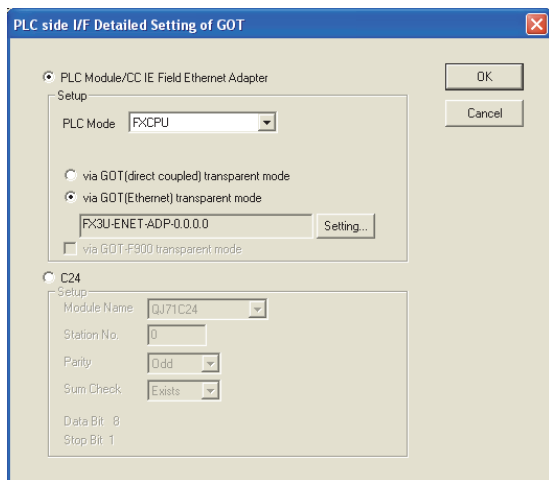 PLC side I/F Detailed Setting of GOT
PLC Module/CC IE Field Ethernet Adapter
OK
Setup
Cancel
PLC Mode FXCPU
via GOT(direct coupled) transparent mode
via GOT(Ethernet) transparent mode
FX3U-ENET-ADP-0.0.0.0 Setting...
via GOT-F900 transparent mode
C24
Setup
Module Name QJ71C24
Station No. 0
Parity Odd
Sum Check Exists
Data Bit 8
Stop Bit 1